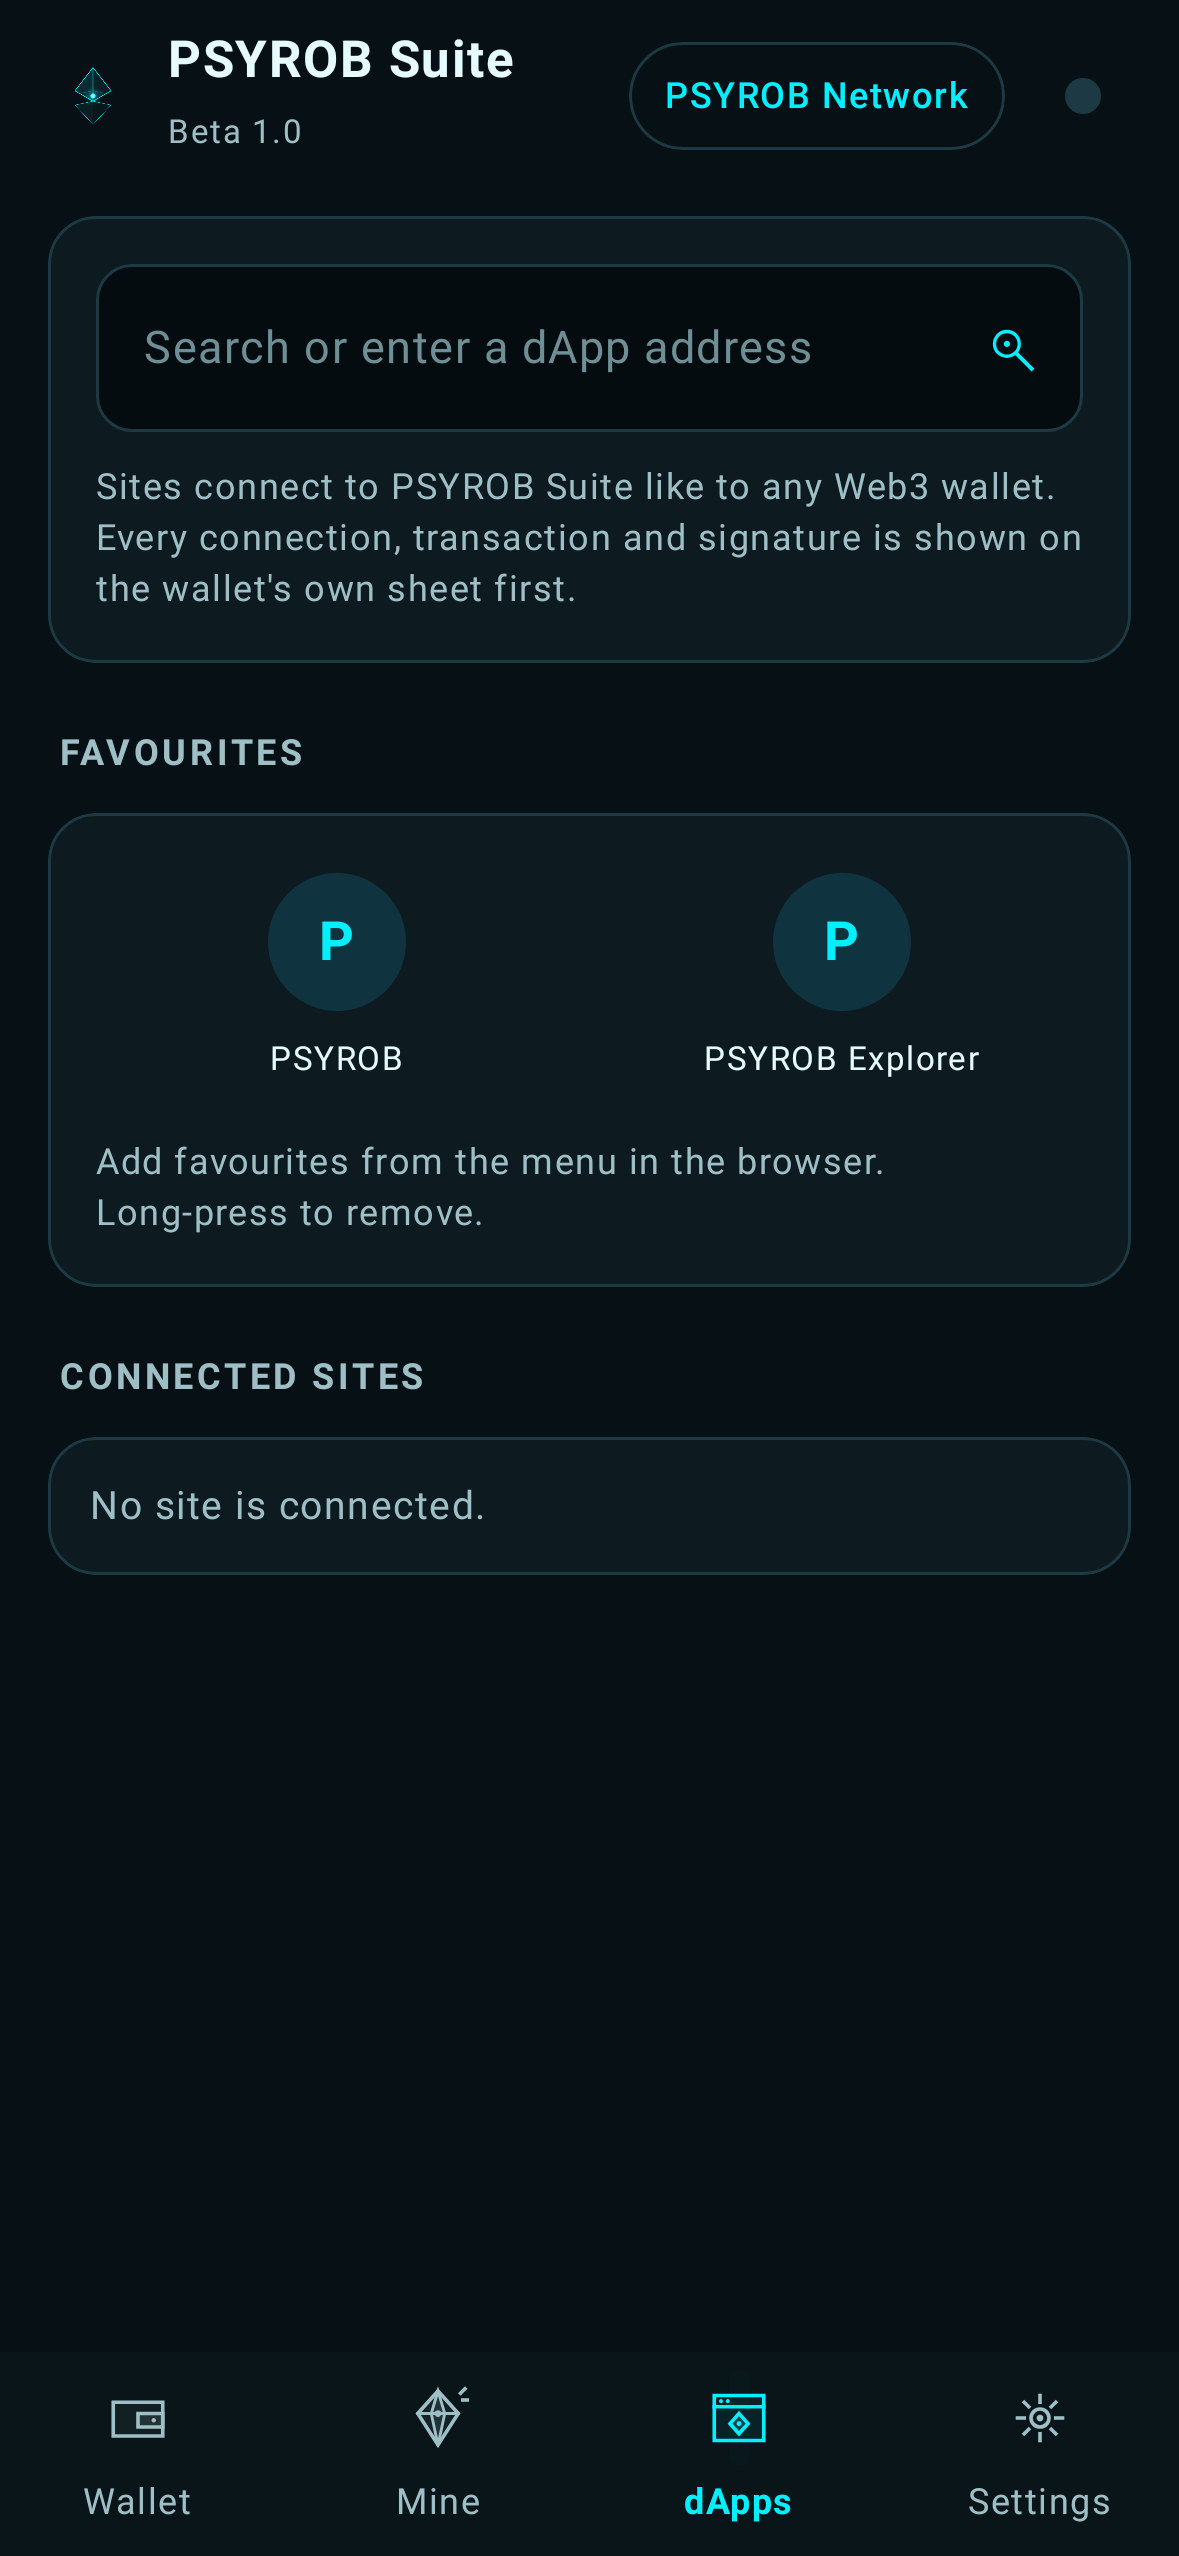 PSYROB Suite
Beta 1.0
PSYROB Network
Search or enter a dApp address
Sites connect to PSYROB Suite like to any Web3 wallet.
Every connection, transaction and signature is shown on
the wallet's own sheet first.
FAVOURITES
P
P
PSYROB
PSYROB Explorer
Add favourites from the menu in the browser.
Long-press to remove.
CONNECTED SITES
No site is connected.
Wallet
Mine
dApps
Settings